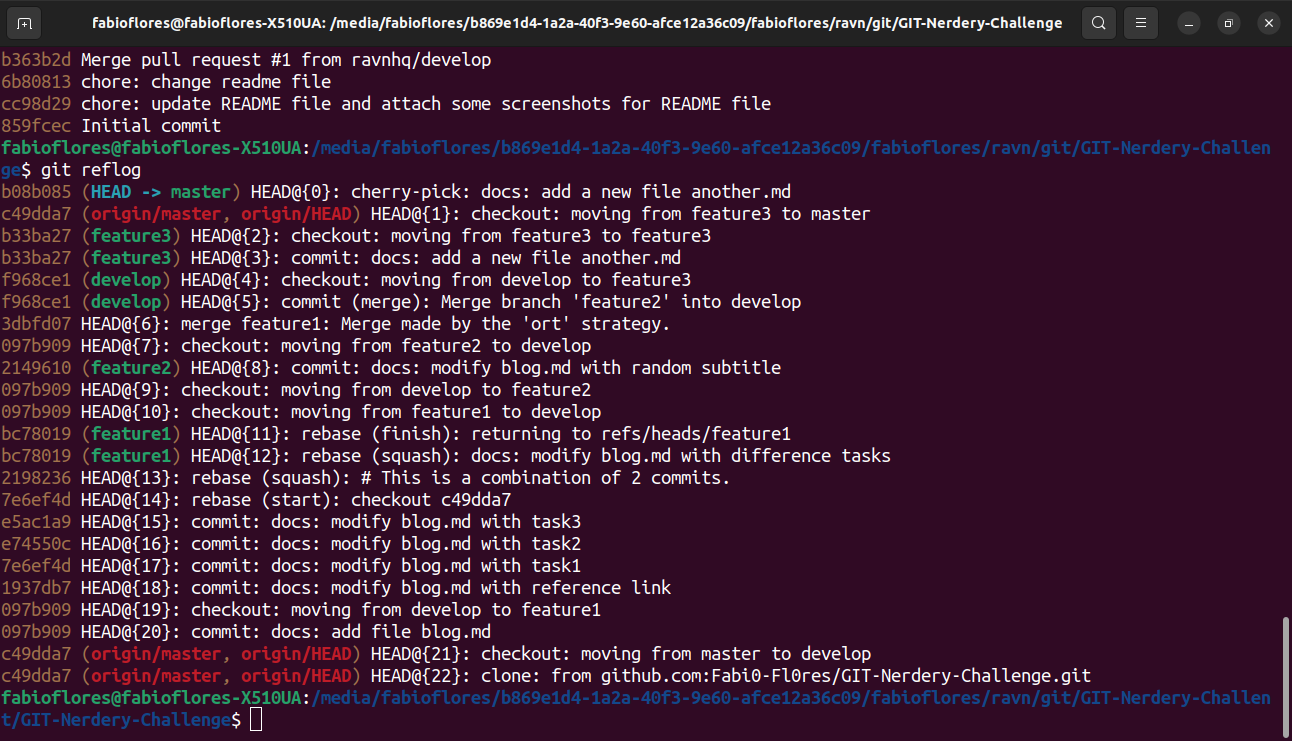 fabioflores@fabioflores-X510UA: /media/fabioflores/b869e1d4-1a2a-40f3-9e60-afce12a36c09/fabioflores/ravn/git/GIT-Nerdery-Challenge
b363b2d Merge pull request #1 from ravnhq/develop
6b80813 chore: change readme file
cc98d29 chore: update README file and attach some screenshots for README file
859fcec Initial commit
fabioflores@fabioflores-X510UA:/media/fabioflores/b869e1d4-1a2a-40f3-9e60-afce12a36c09/fabioflores/ravn/git/GIT-Nerdery-Challen
ge$ git reflog
b08b085 (HEAD -> master) HEAD@{0}: cherry-pick: docs: add a new file another.md
c49dda7 (origin/master, origin/HEAD) HEAD@{1}: checkout: moving from feature3 to master
b33ba27 (feature3) HEAD@{2}: checkout: moving from feature3 to feature3
b33ba27 (feature3) HEAD@{3}: commit: docs: add a new file another.md
f968ce1 (develop) HEAD@{4}: checkout: moving from develop to feature3
f968ce1 (develop) HEAD@{5}: commit (merge): Merge branch 'feature2' into develop
3dbfd07 HEAD@{6}: merge feature1: Merge made by the 'ort' strategy.
097b909 HEAD@{7}: checkout: moving from feature2 to develop
2149610 (feature2) HEAD@{8}: commit: docs: modify blog.md with random subtitle
097b909 HEAD@{9}: checkout: moving from develop to feature2
097b909 HEAD@{10}: checkout: moving from feature1 to develop
bc78019 (feature1) HEAD@{11}: rebase (finish): returning to refs/heads/feature1
bc78019 (feature1) HEAD@{12}: rebase (squash): docs: modify blog.md with difference tasks
2198236 HEAD@{13}: rebase (squash): # This is a combination of 2 commits.
7e6ef4d HEAD@{14}: rebase (start): checkout c49dda7
e5ac1a9 HEAD@{15}: commit: docs: modify blog.md with task3
e74550c HEAD@{16}: commit: docs: modify blog.md with task2
7e6ef4d HEAD@{17}: commit: docs: modify blog.md with task1
1937db7 HEAD@{18}: commit: docs: modify blog.md with reference link
097b909 HEAD@{19}: checkout: moving from develop to feature1
097b909 HEAD@{20}: commit: docs: add file blog.md
c49dda7 (origin/master, origin/HEAD) HEAD@{21}: checkout: moving from master to develop
c49dda7 (origin/master, origin/HEAD) HEAD@{22}: clone: from github.com:Fabi0-Fl0res/GIT-Nerdery-Challenge.git
fabioflores@fabioflores-X510UA:/media/fabioflores/b869e1d4-1a2a-40f3-9e60-afce12a36c09/fabioflores/ravn/git/GIT-Nerdery-Challen
t/GIT-Nerdery-Challenge$